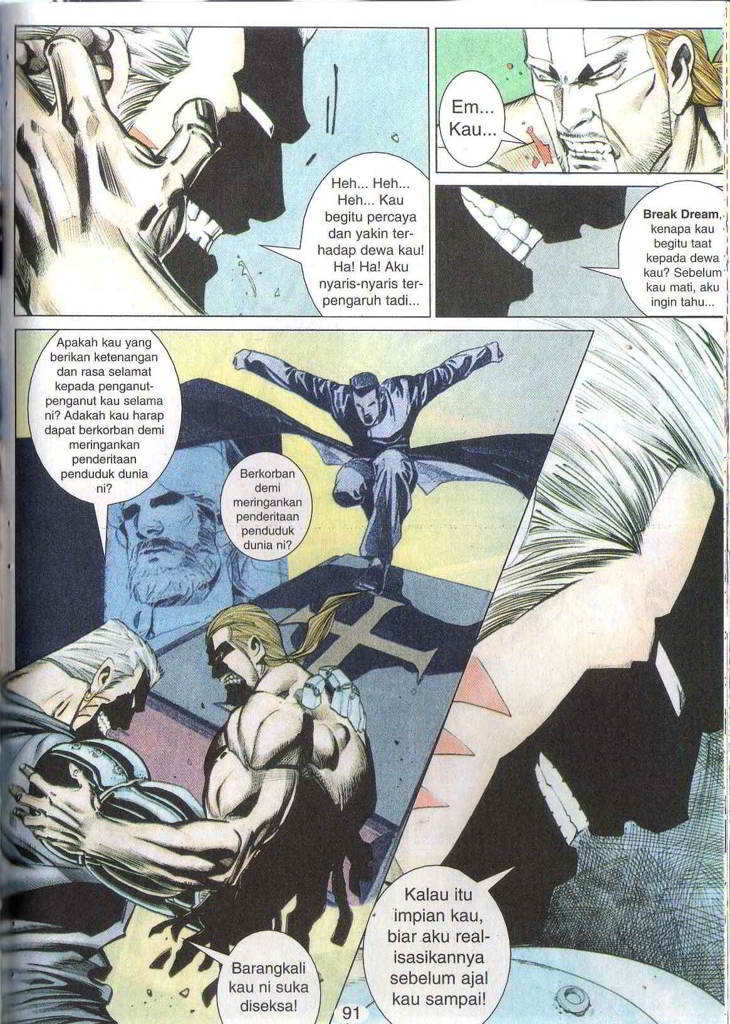 Heh... Heh...
Heh... Kau
begitu percaya
dan yakin ter-
hadap dewa kau!
Ha! Ha! Aku
nyaris-nyaris ter-
pengaruh tadi...
Em...
Kau...
Break Dream,
kenapa kau
begitu taat
kepada dewa
kau? Sebelum
kau mati, aku
ingin tahu...
Apakah kau yang
berikan ketenangan
dan rasa selamat
kepada penganut-
penganut kau selama
ni? Adakah kau harap
dapat berkorban demi
meringankan
penderitaan
penduduk dunia
ni?
Berkorban
demi
meringankan
penderitaan
penduduk
dunia ni?
Barangkali
kau ni suka
diseksa!
Kalau itu
impian kau,
biar aku real-
isasikannya
sebelum ajal
kau sampai!
91